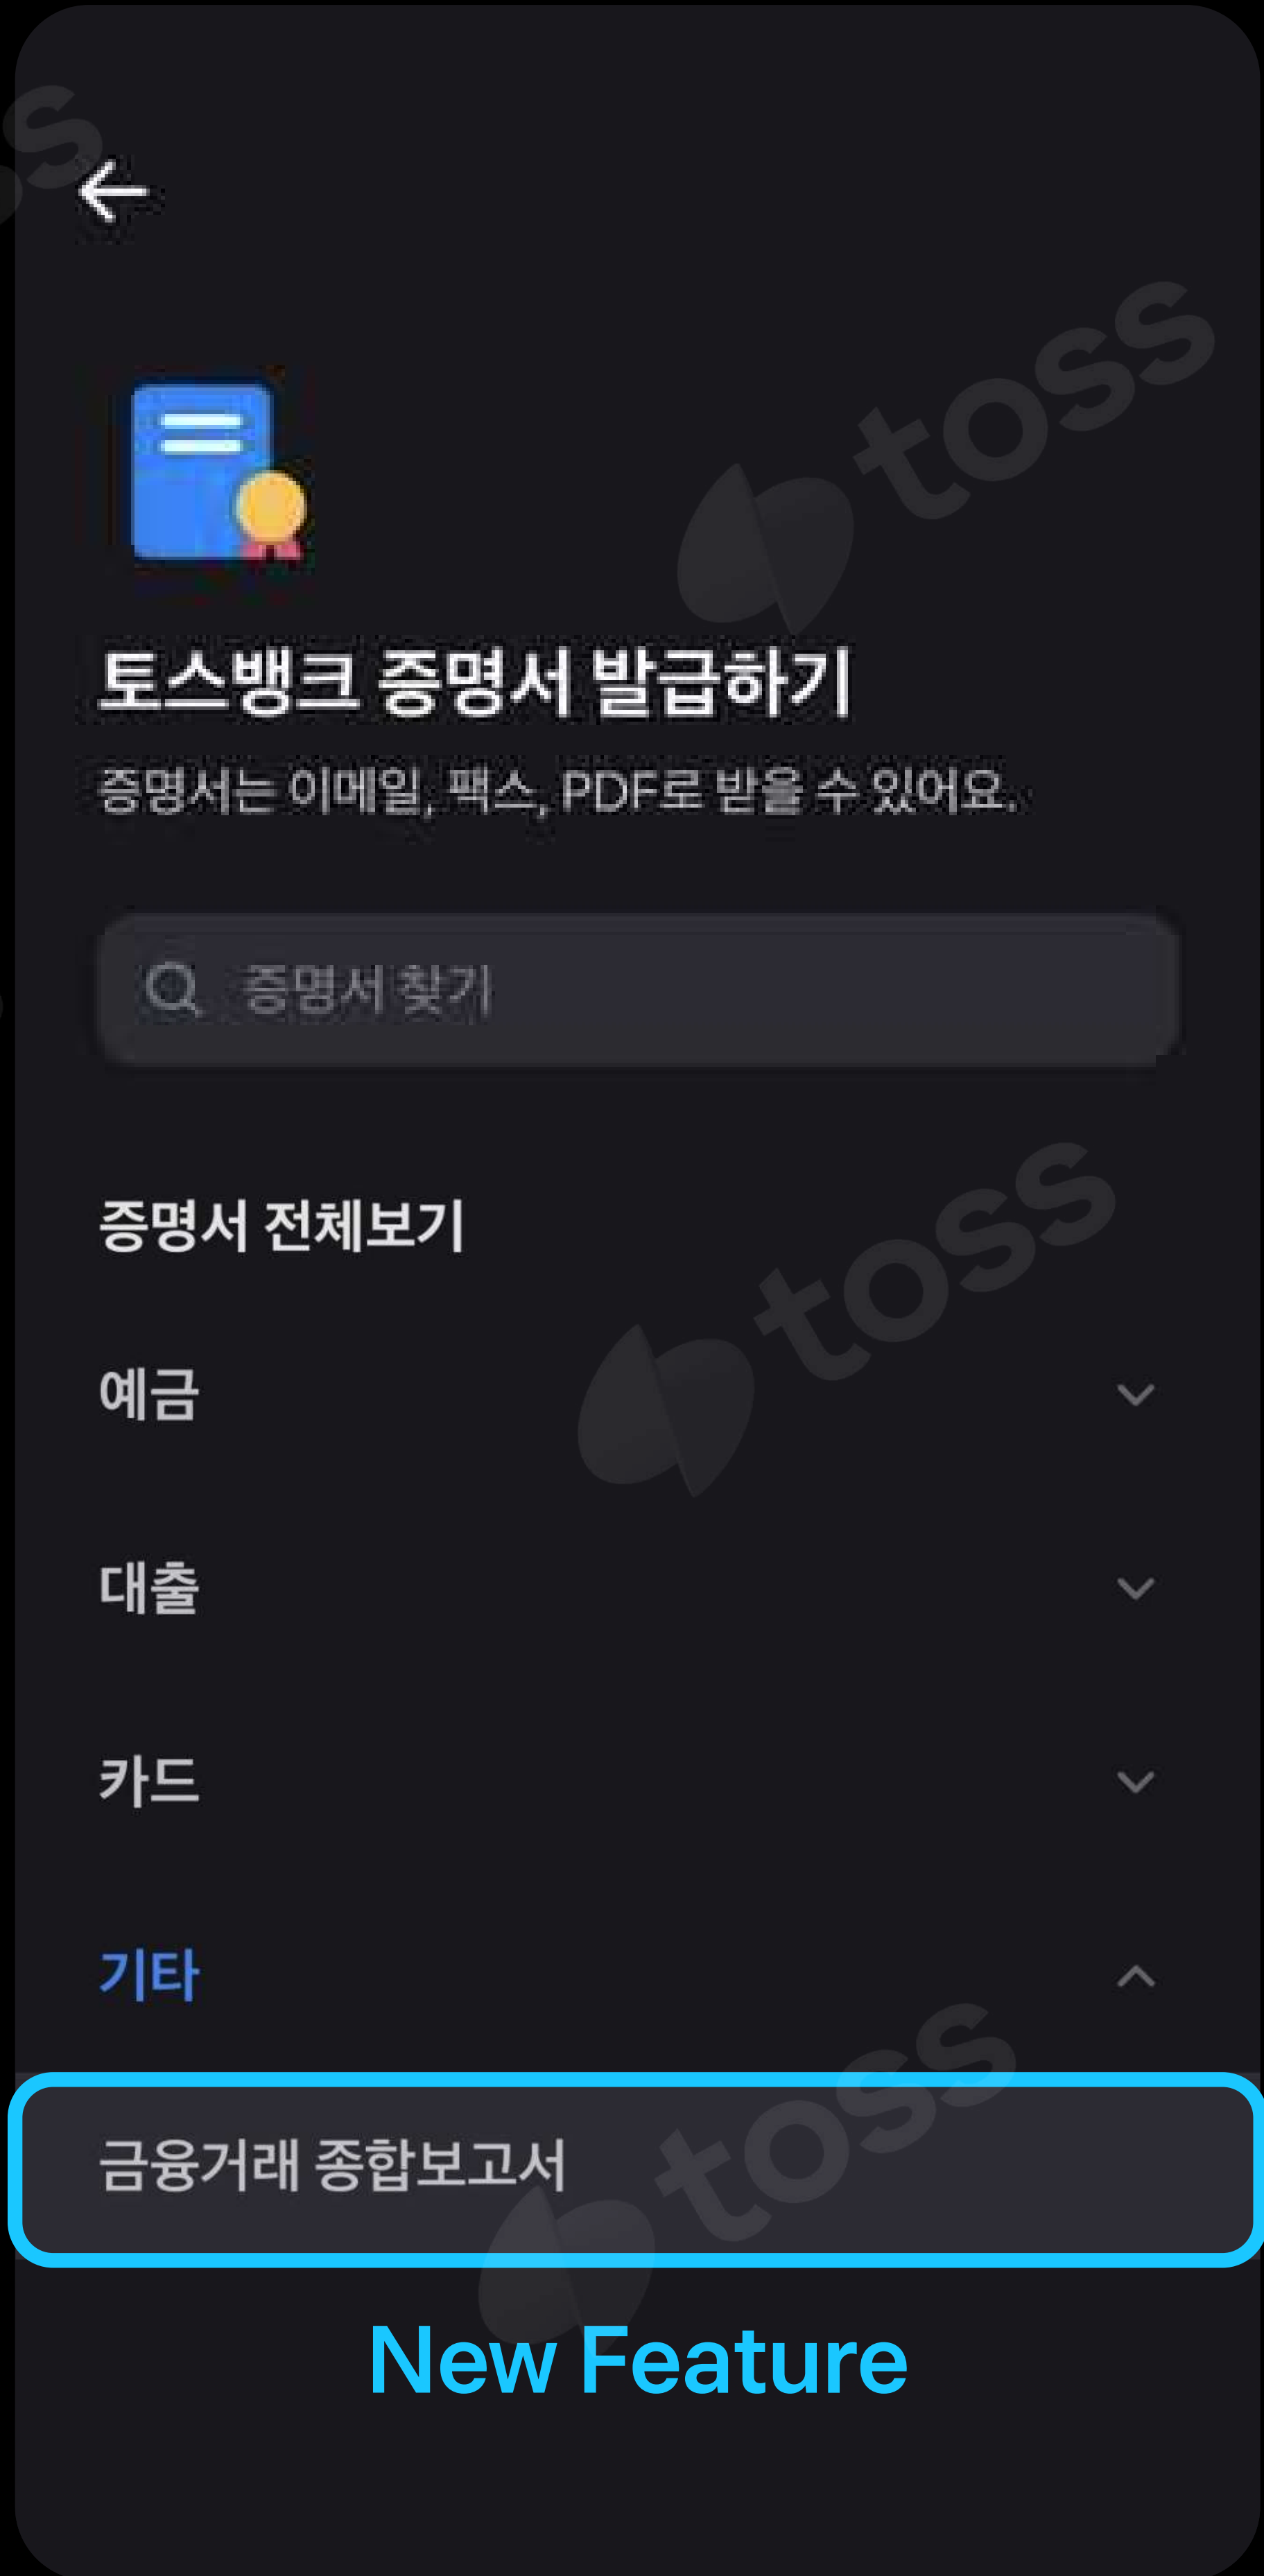 toss
토스뱅크 증명서 발급하기
증명서는 이메일, 팩스, PDF로 받을 수 있어요.
증명서 찾기
증명서 전체보기
toss
예금
대출
카드
기타
toss
금융거래 종합보고서
New Feature